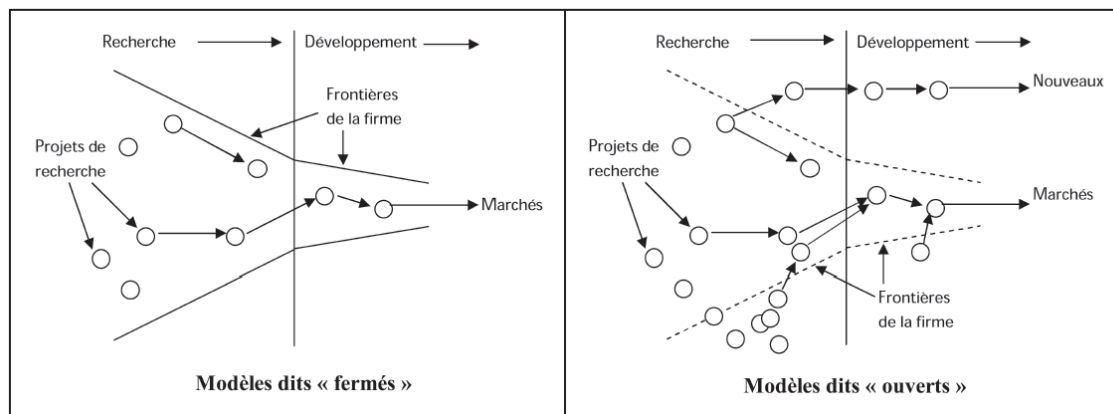 Recherche
Développement
Frontières
de la firme
Projets de
recherche
Marchés
Modèles dits « fermés »
Recherche
Développement
Nouveaux
Projets de
recherche
Marchés
Frontières
de la firme
Modèles dits « ouverts »